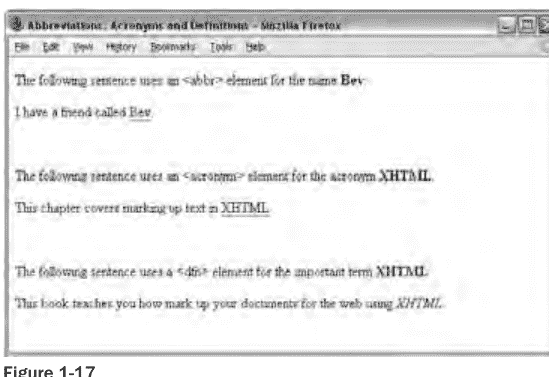 Abbreviations, Acronyms and Definitions - Mozilla Firefox
File Edit View History Bookmarks Tools Help
The following sentence uses an <abbr> element for the name Bev.
I have a friend called Bev.
The following sentence uses an <acronym> element for the acronym XHTML.
This chapter covers marking up text in XHTML.
The following sentence uses a <dfn> element for the important term XHTML.
This book teaches you how mark up your documents for the web using XHTML.
Figure 1-17